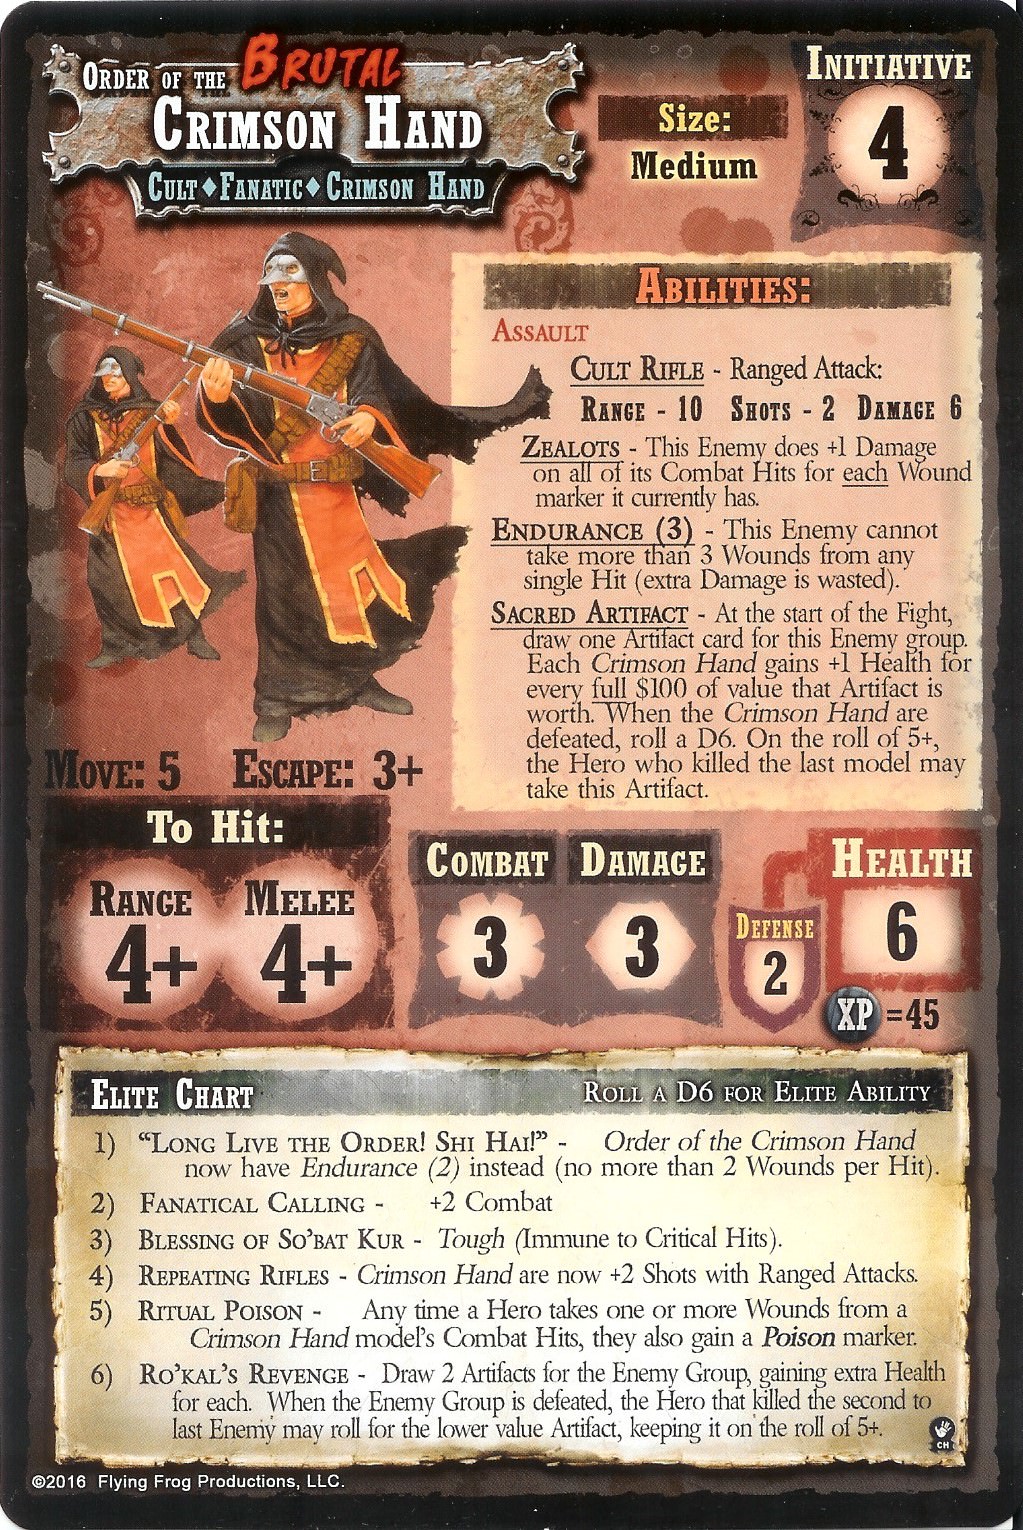 Order of the Brutal
Crimson Hand
Cult ♦ Fanatic ♦ Crimson Hand
Size:
Medium
Initiative
4
Abilities:
Assault
Cult Rifle - Ranged Attack:
Range - 10 Shots - 2 Damage 6
Zealots - This Enemy does +1 Damage
on all of its Combat Hits for each Wound
marker it currently has.
Endurance (3) - This Enemy cannot
take more than 3 Wounds from any
single Hit (extra Damage is wasted).
Sacred Artifact - At the start of the Fight,
draw one Artifact card for this Enemy group.
Each Crimson Hand gains +1 Health for
every full $100 of value that Artifact is
worth. When the Crimson Hand are
defeated, roll a D6. On the roll of 5+,
the Hero who killed the last model may
take this Artifact.
Move: 5 Escape: 3+
To Hit:
Range
4+
Melee
4+
Combat
3
Damage
3
Defense
2
Health
6
XP =45
Elite Chart
Roll a D6 for Elite Ability
1) “Long Live the Order! Shi Hai!” - Order of the Crimson Hand
now have Endurance (2) instead (no more than 2 Wounds per Hit).
2) Fanatical Calling - +2 Combat
3) Blessing of So’bat Kur - Tough (Immune to Critical Hits).
4) Repeating Rifles - Crimson Hand are now +2 Shots with Ranged Attacks.
5) Ritual Poison - Any time a Hero takes one or more Wounds from a
Crimson Hand model’s Combat Hits, they also gain a Poison marker.
6) Ro’kal’s Revenge - Draw 2 Artifacts for the Enemy Group, gaining extra Health
for each. When the Enemy Group is defeated, the Hero that killed the second to
last Enemy may roll for the lower value Artifact, keeping it on the roll of 5+.
CH
©2016 Flying Frog Productions, LLC.